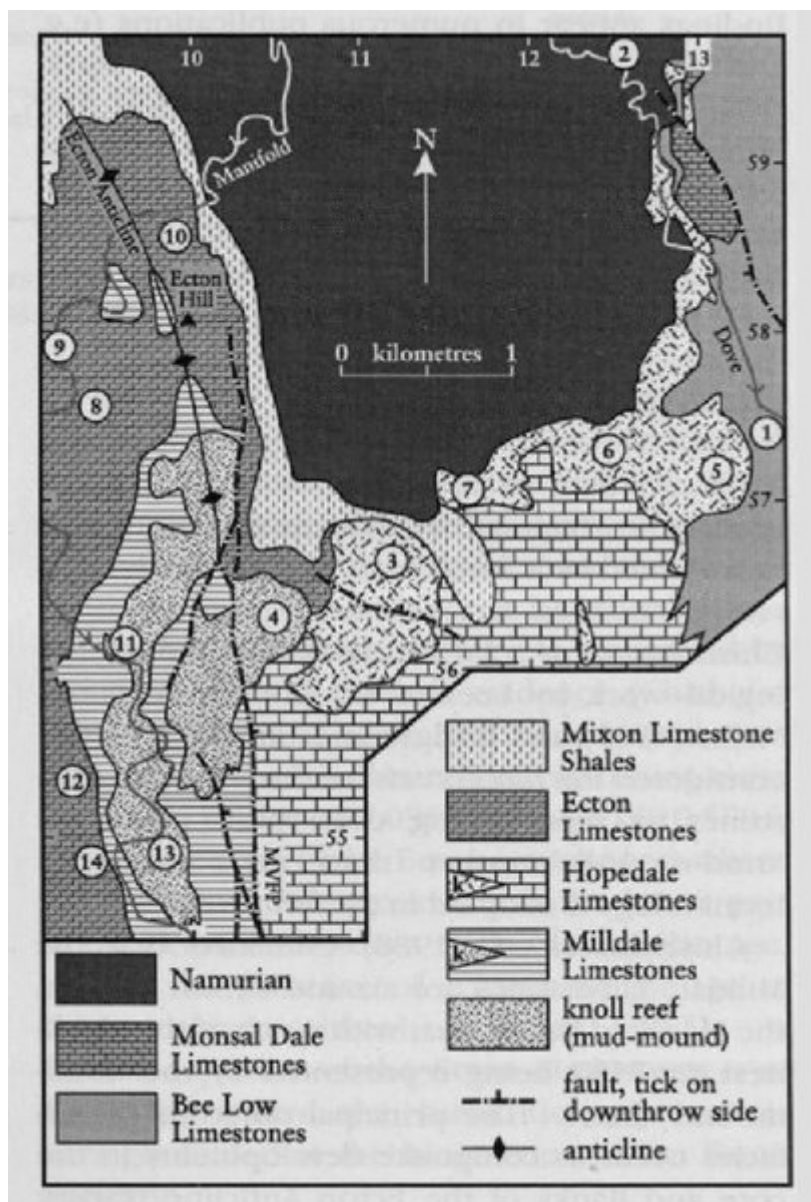 10
11
12
2
13
N
59
Manifold
Ecton Anticline
10
Ecton
Hill
58
0 kilometres 1
9
Dove
8
1
6
5
7
57
3
4
11
56
Mixon Limestone
Shales
12
Ecton
Limestones
55
13
14
MVFP
k
Hopedale
Limestones
Namurian
k
Milldale
Limestones
Monsal Dale
Limestones
knoll reef
(mud-mound)
Bee Low
Limestones
fault, tick on
downthrow side
anticline